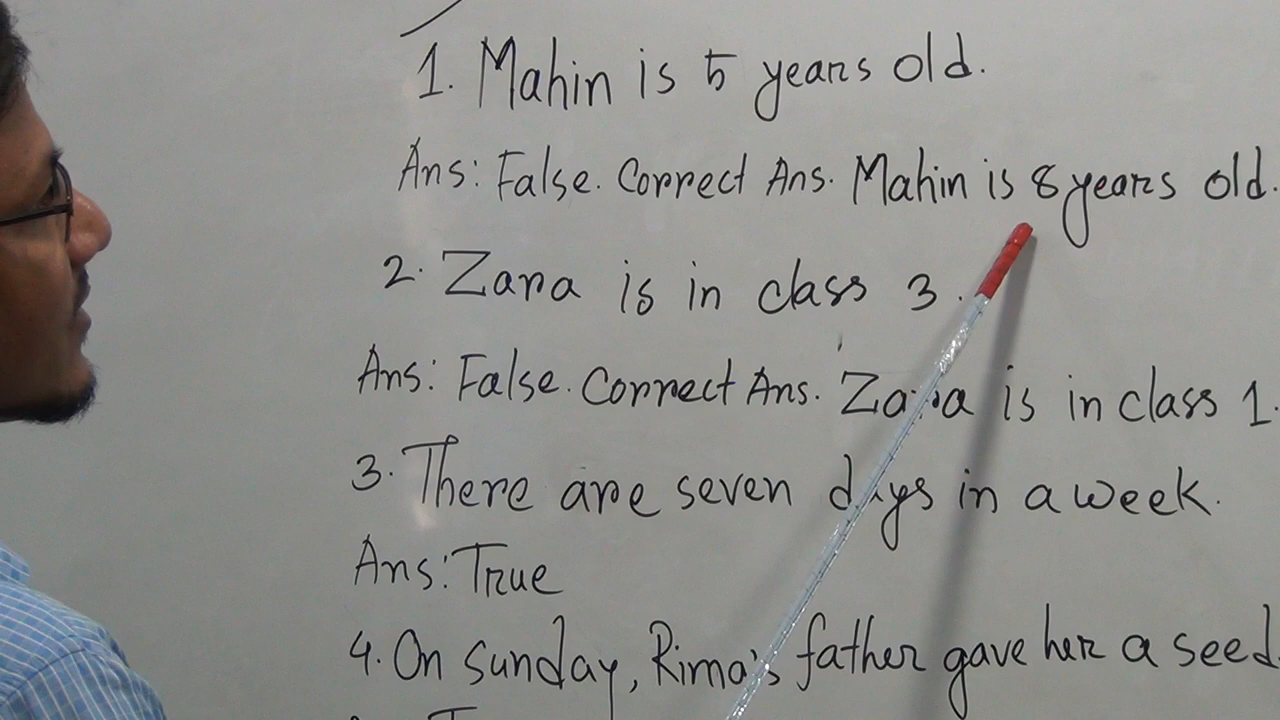 1. Mahin is 5 years old.
Ans: False. Correct Ans. Mahin is 8 years old.
2. Zara is in class 3.
Ans: False. Correct Ans. Zara is in class 1.
3. There are seven days in a week.
Ans: True
4. On Sunday, Rima's father gave her a seed.